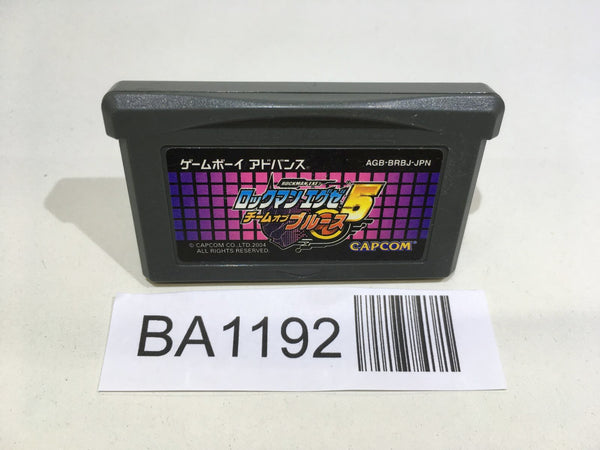 ゲームボーイ アドバンス
AGB-BRBJ-JPN
ROCKMAN EXE
ロックマンエグゼ5
チームオブブルース
© CAPCOM CO.,LTD.2004
ALL RIGHTS RESERVED.
CAPCOM
BA1192